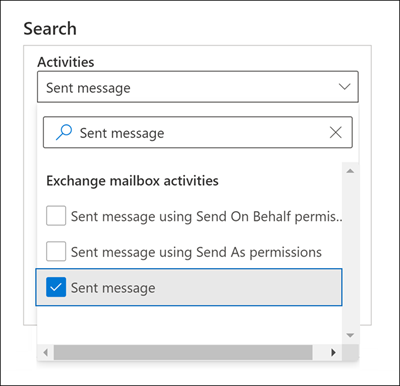 Search
Activities
Sent message
Sent message
Exchange mailbox activities
Sent message using Send On Behalf permis..
Sent message using Send As permissions
Sent message